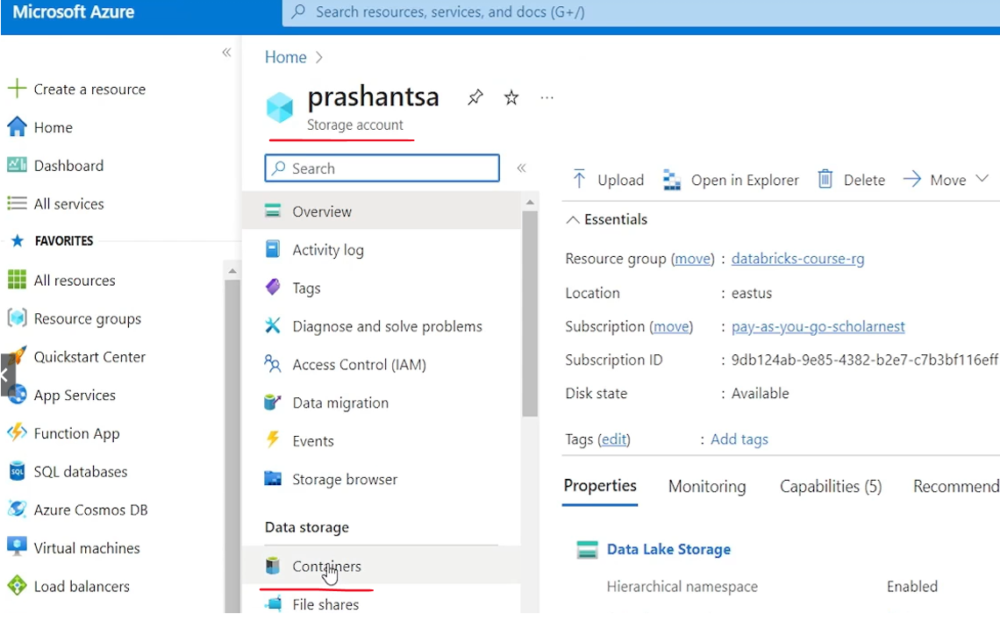 Microsoft Azure
Search resources, services, and docs (G+/)
Create a resource
Home
Dashboard
All services
FAVORITES
All resources
Resource groups
Quickstart Center
App Services
Function App
SQL databases
Azure Cosmos DB
Virtual machines
Load balancers
Home
prashantsa
Storage account
Search
Overview
Activity log
Tags
Diagnose and solve problems
Access Control (IAM)
Data migration
Events
Storage browser
Data storage
Containers
File shares
Upload Open in Explorer Delete Move
Essentials
Resource group (move) : databricks-course-rg
Location : eastus
Subscription (move) : pay-as-you-go-scholarnest
Subscription ID : 9db124ab-9e85-4382-b2e7-c7b3bf116eff
Disk state : Available
Tags (edit) : Add tags
Properties Monitoring Capabilities (5) Recommend
Data Lake Storage
Hierarchical namespace Enabled